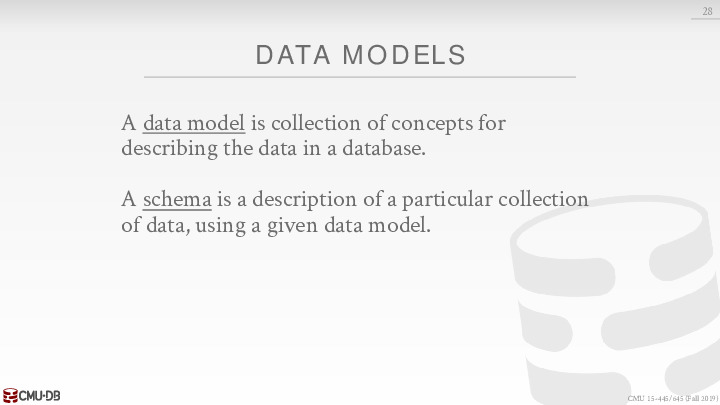 28
DATA MODELS
A data model is collection of concepts for
describing the data in a database.
A schema is a description of a particular collection
of data, using a given data model.
CMU·DB
CMU 15-445/645 (Fall 2019)